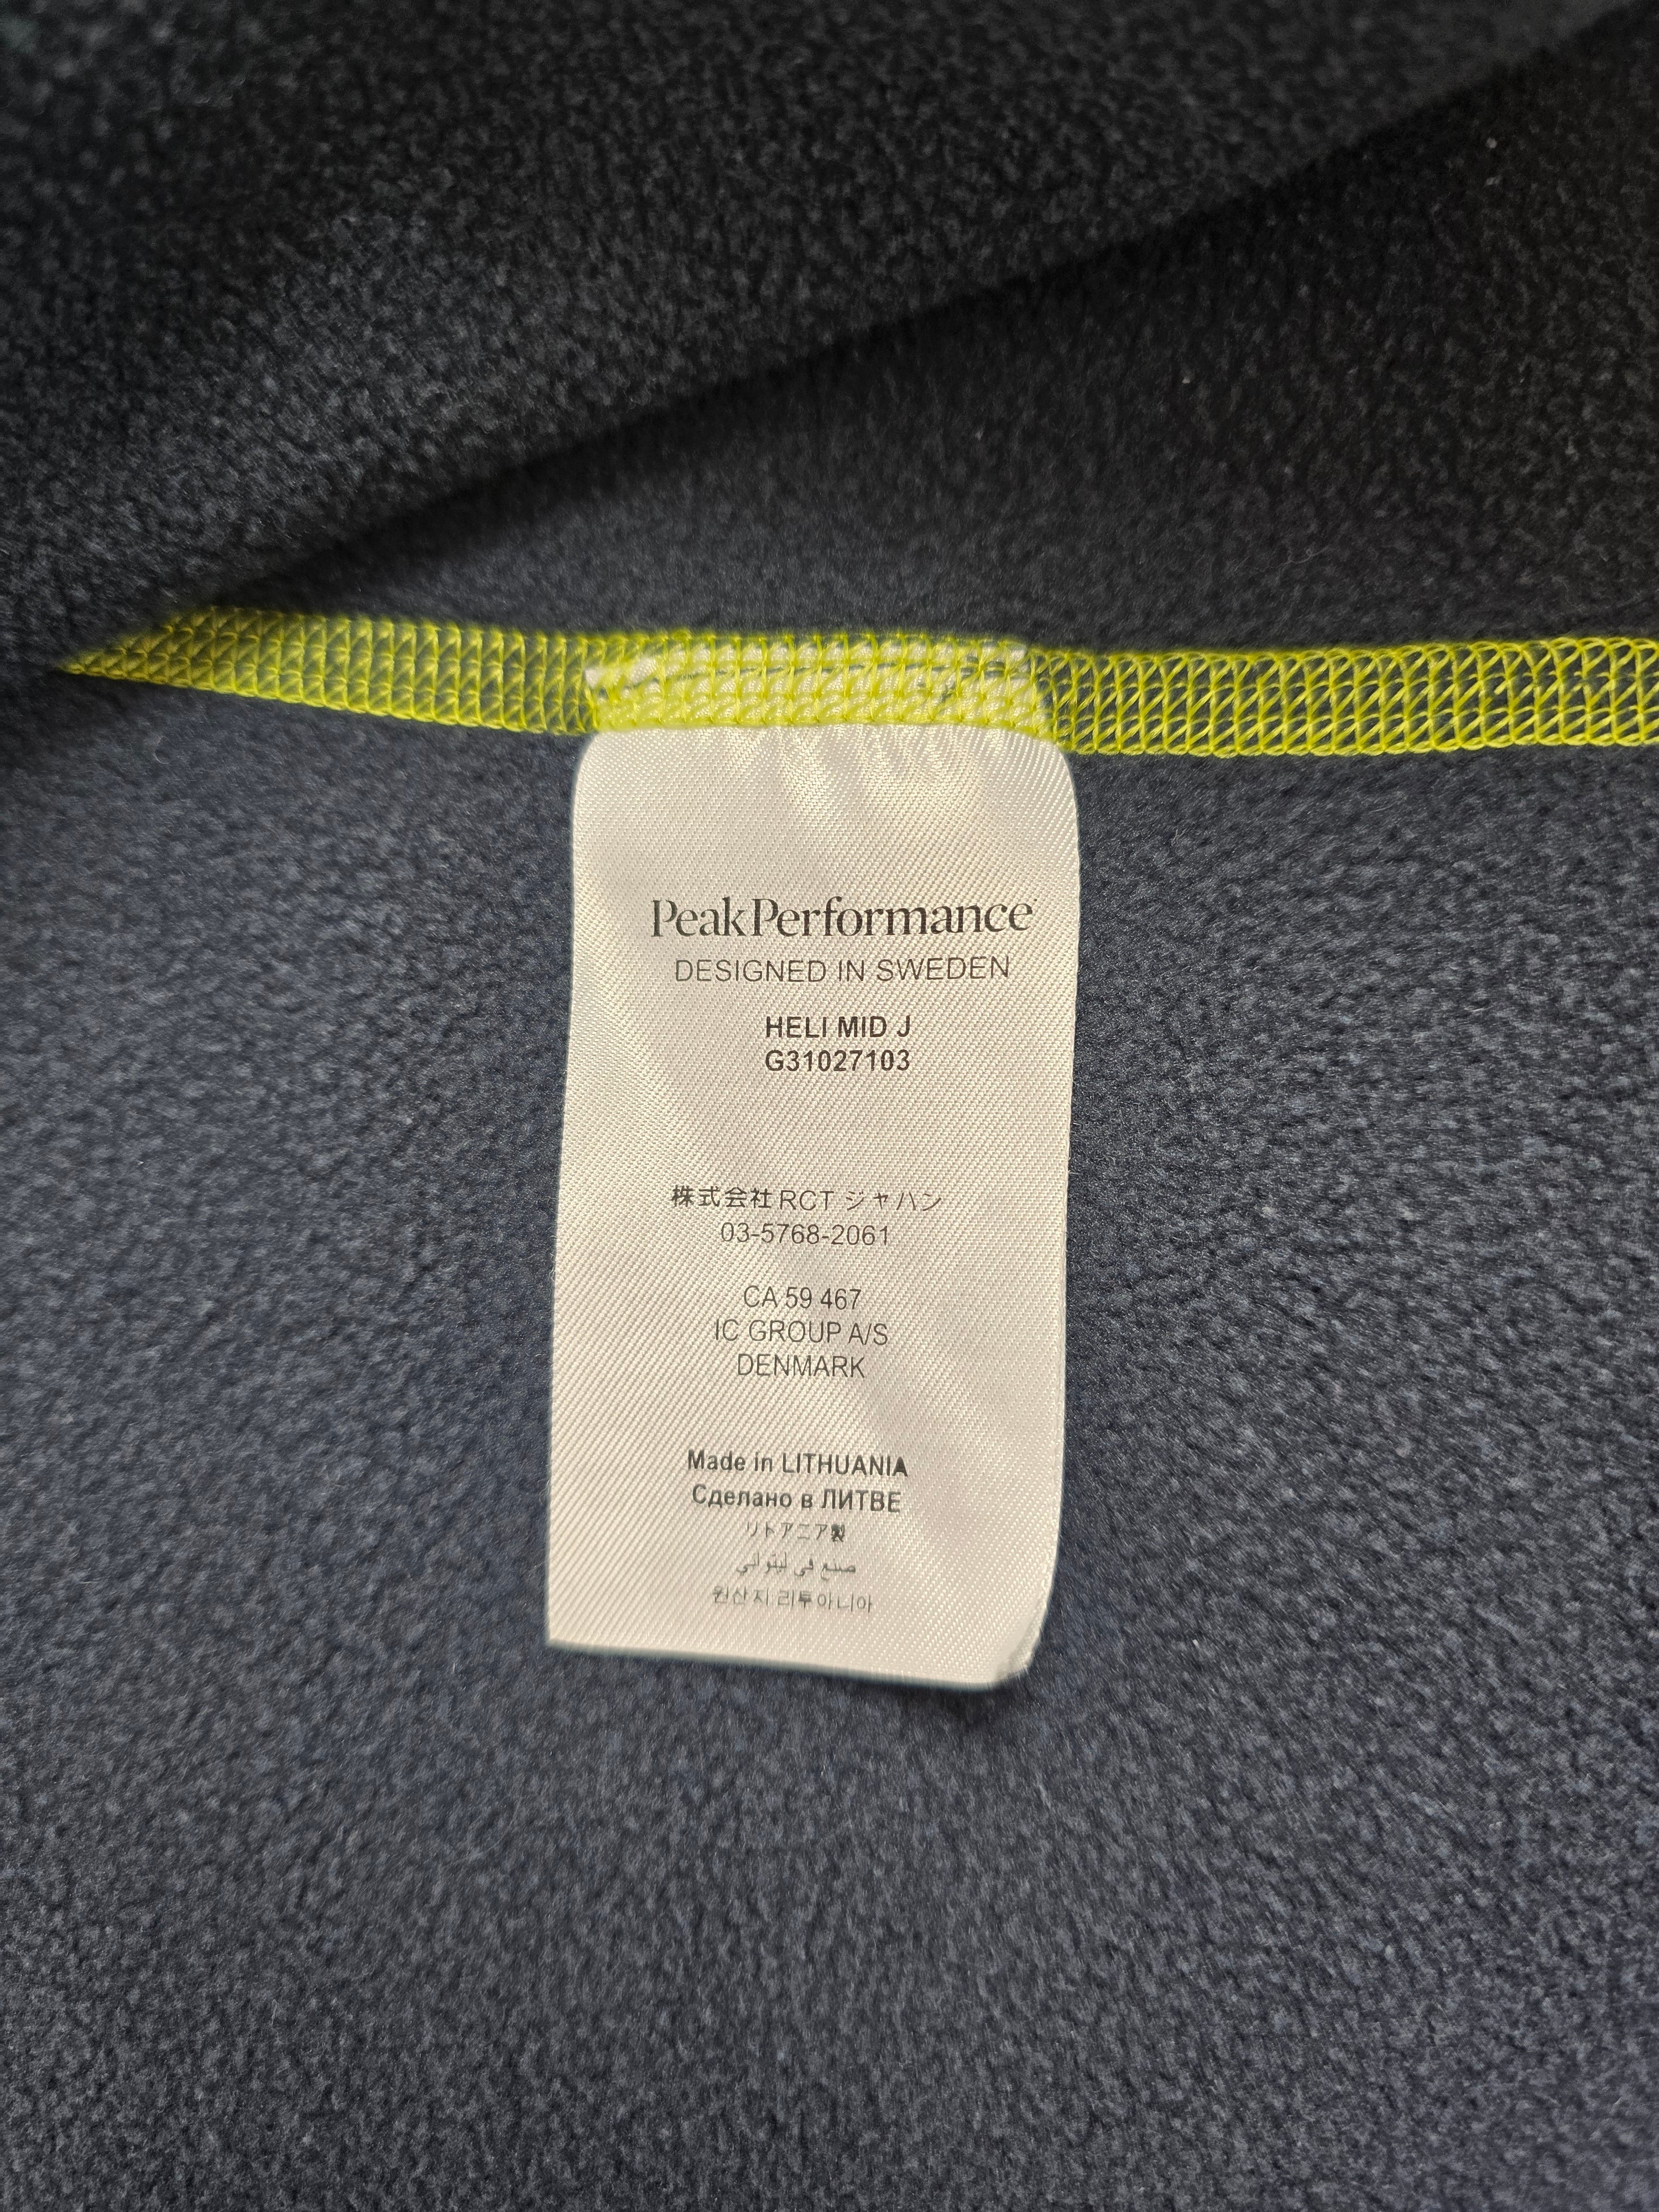 PeakPerformance
DESIGNED IN SWEDEN
HELI MID J
G31027103
株式会社 RCT ジャハン
03-5768-2061
CA 59 467
IC GROUP A/S
DENMARK
Made in LITHUANIA
Сделано в ЛИТВЕ
リトアニア製
صنع في ليتواني
원산지:리투아니아